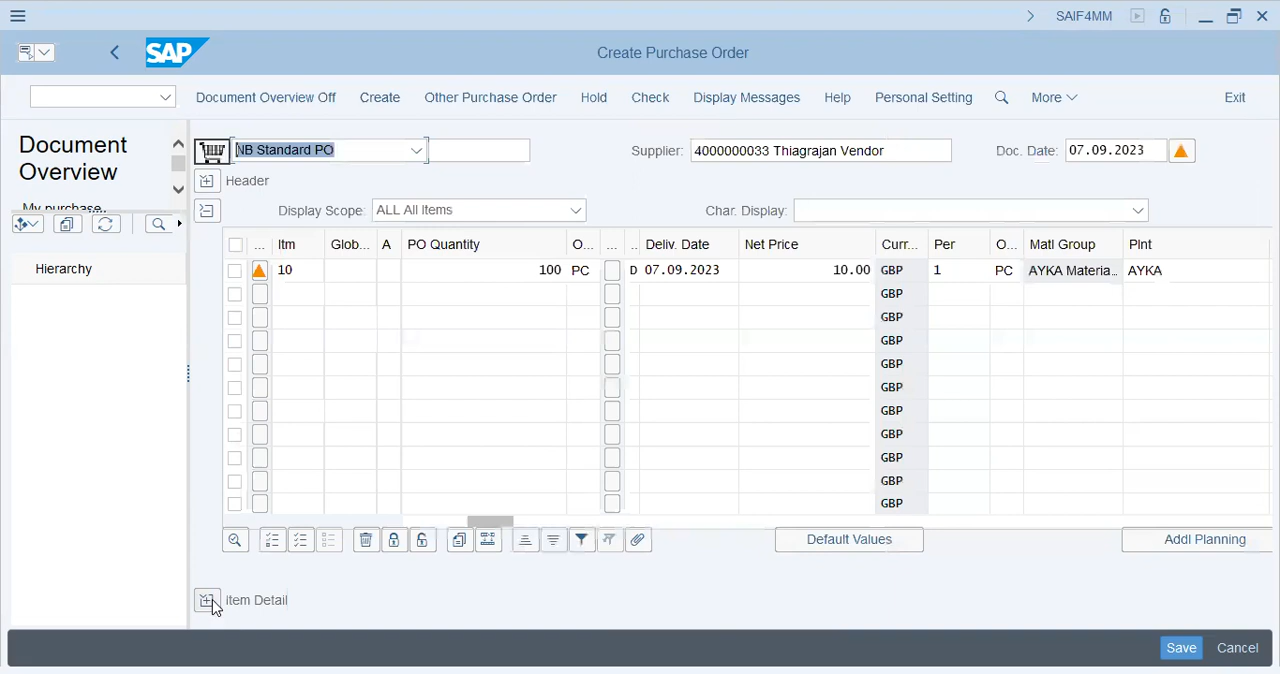 SAIF4MM
SAP Create Purchase Order
Document Overview Off Create Other Purchase Order Hold Check Display Messages Help Personal Setting More Exit
Document
Overview
My purchase..
Hierarchy
NB Standard PO Supplier: 4000000033 Thiagrajan Vendor Doc. Date: 07.09.2023
Header
Display Scope: ALL All Items Char. Display:
... Itm Glob... A PO Quantity O... ... .. Deliv. Date Net Price Curr... Per O... Matl Group Plnt
10 100 PC D 07.09.2023 10.00 GBP 1 PC AYKA Materia... AYKA
GBP
GBP
GBP
GBP
GBP
GBP
GBP
GBP
GBP
GBP
Default Values Addl Planning
Item Detail
Save Cancel